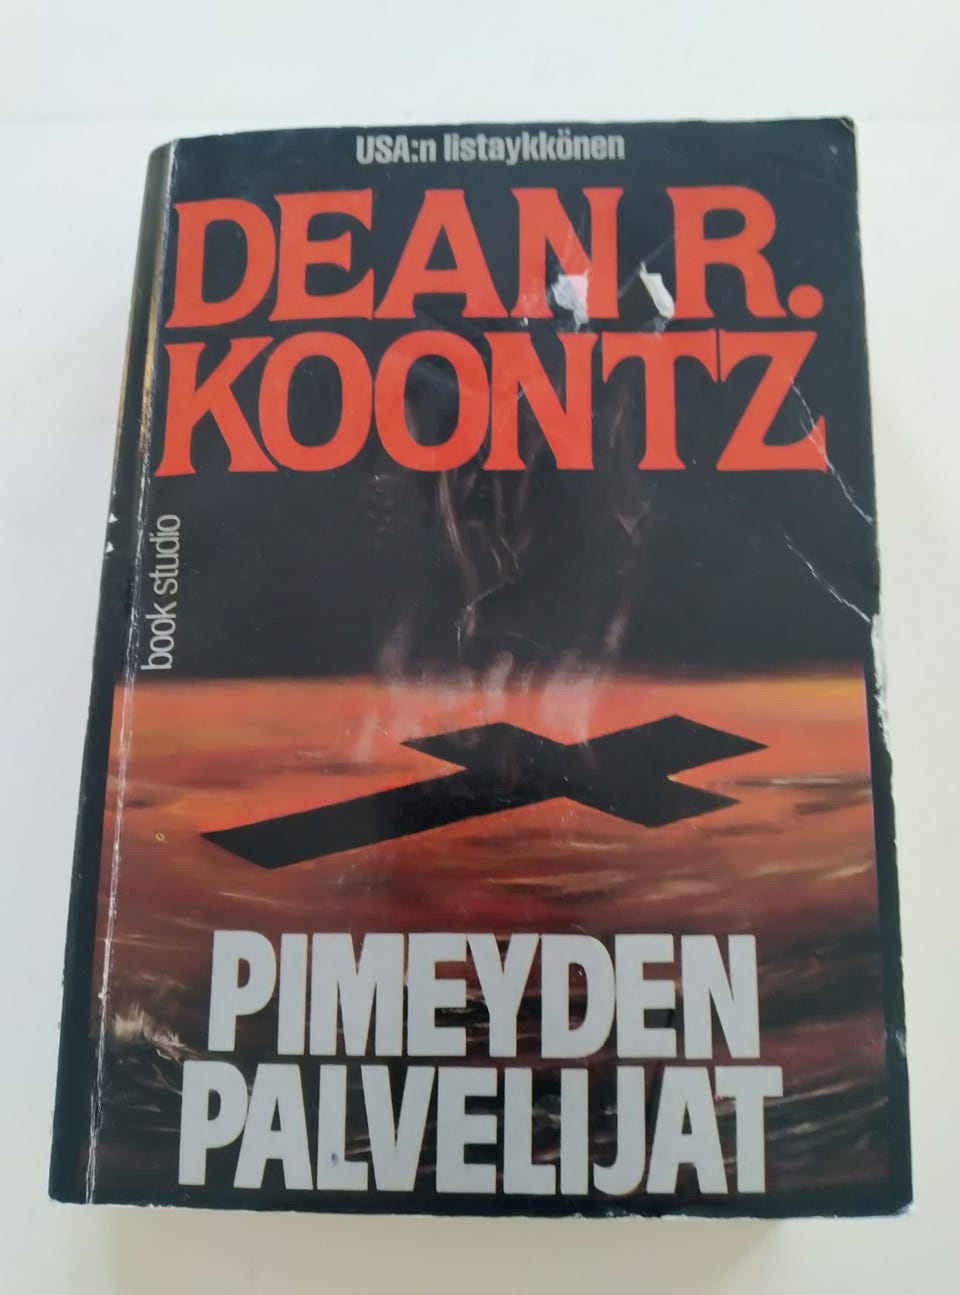 USA:n listaykkönen
DEAN R.
KOONTZ
book studio
PIMEYDEN
PALVELIJAT